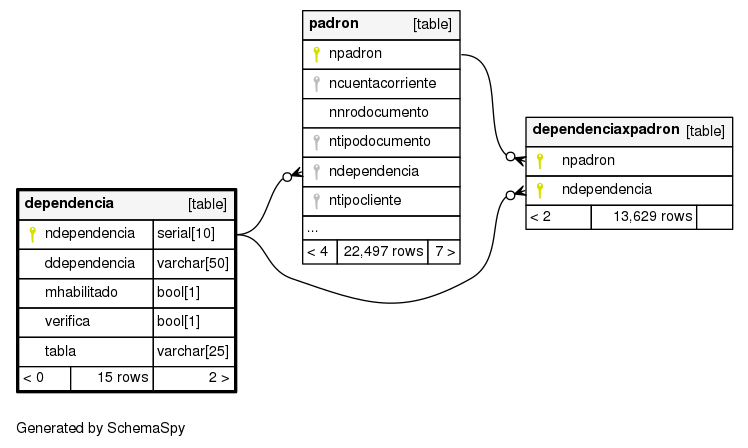 padron [table]
npadron
ncuentacorriente
nnrodocumento
ntipodocumento
ndependencia
ntipocliente
...
< 4 22,497 rows 7 >
dependenciaxpadron [table]
npadron
ndependencia
< 2 13,629 rows
dependencia [table]
ndependencia serial[10]
ddependencia varchar[50]
mhabilitado bool[1]
verifica bool[1]
tabla varchar[25]
< 0 15 rows 2 >
Generated by SchemaSpy